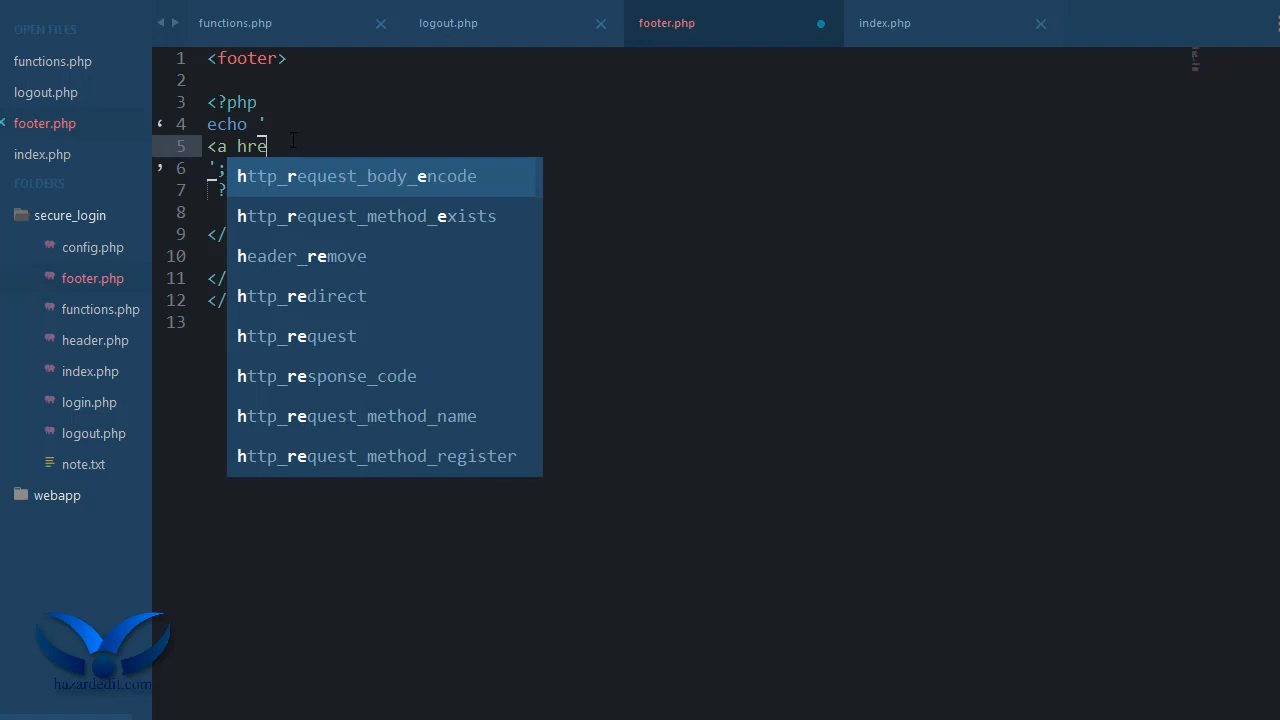 OPEN FILES
functions.php
logout.php
footer.php
index.php
FOLDERS
secure_login
config.php
footer.php
functions.php
header.php
index.php
login.php
logout.php
note.txt
webapp
hazardedit.com
functions.php
logout.php
footer.php
index.php
1 <footer>
2
3 <?php
4 echo '
5 <a hre
6 ';
7 ?
8
9 </
10
11 </
12 </
13
http_request_body_encode
http_request_method_exists
header_remove
http_redirect
http_request
http_response_code
http_request_method_name
http_request_method_register